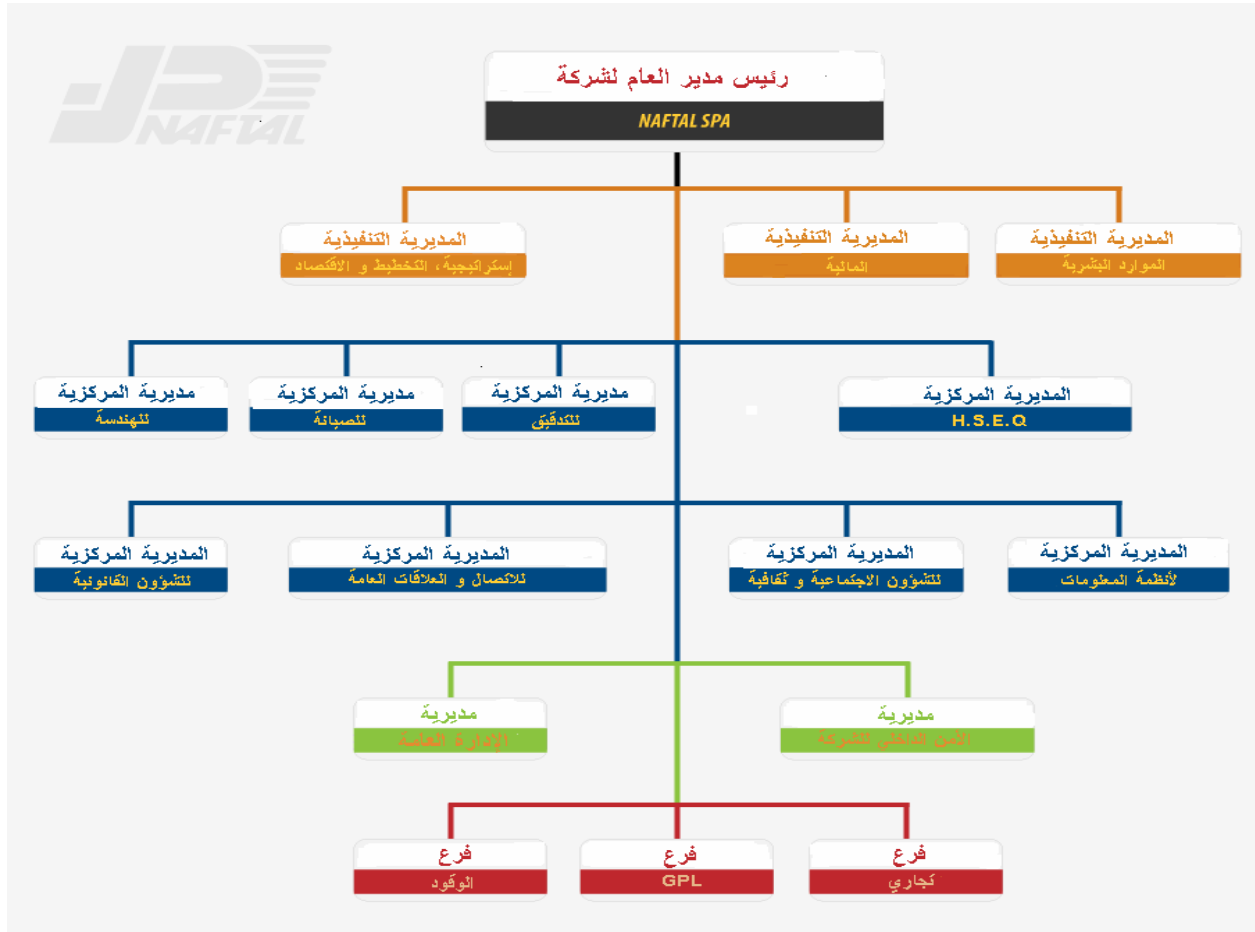 NAFTAL
رئيس مدير العام لشركة
NAFTAL SPA
المديرية التنفيذية
الموارد البشرية
المديرية التنفيذية
المالية
المديرية التنفيذية
إستراتيجية، التخطيط و الاقتصاد
المديرية المركزية
H.S.E.Q
مديرية المركزية
للتدقيق
مديرية المركزية
للصيانة
مديرية المركزية
للهندسة
المديرية المركزية
لأنظمة المعلومات
المديرية المركزية
للشؤون الاجتماعية و ثقافية
المديرية المركزية
للاتصال و العلاقات العامة
المديرية المركزية
للشؤون القانونية
مديرية
الأمن الداخلي للشركة
مديرية
الإدارة العامة
فرع
تجاري
فرع
GPL
فرع
الوقود